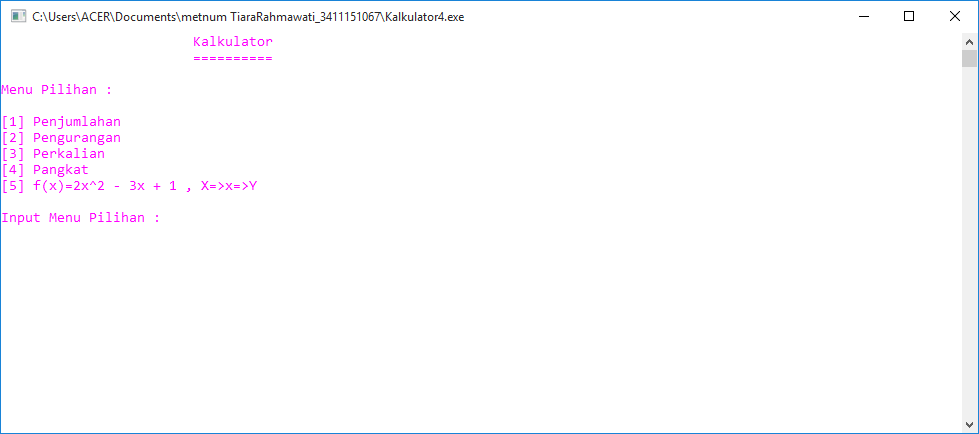 C:\Users\ACER\Documents\metnum TiaraRahmawati_3411151067\Kalkulator4.exe
Kalkulator
==========
Menu Pilihan :
[1] Penjumlahan
[2] Pengurangan
[3] Perkalian
[4] Pangkat
[5] f(x)=2x^2 - 3x + 1 , X=>x=>Y
Input Menu Pilihan :